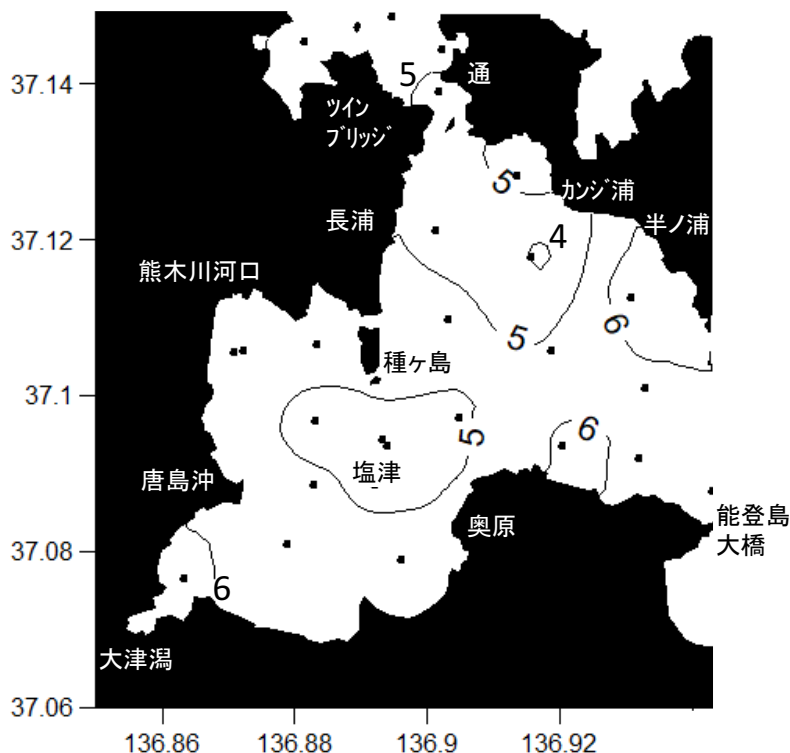 37.14
5
通
ツイン
ブリッジ
5
カンジ浦
長浦
4
半ノ浦
37.12
熊木川河口
6
5
種ヶ島
37.1
5
6
塩津
唐島沖
奥原
能登島
大橋
37.08
6
大津潟
37.06
136.86
136.88
136.9
136.92